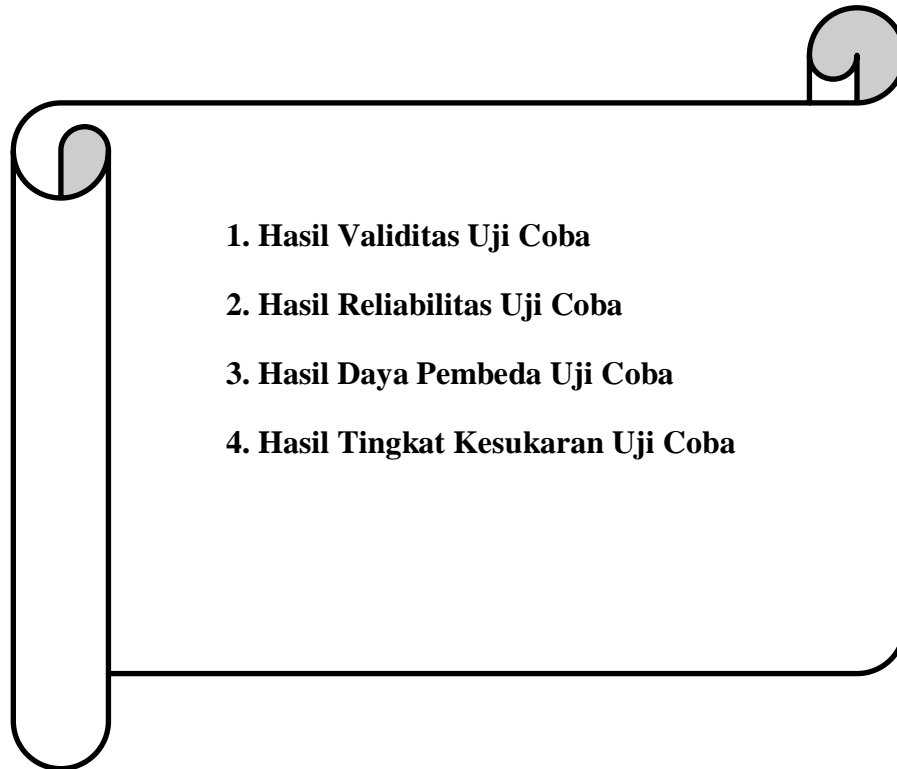 1. Hasil Validitas Uji Coba
2. Hasil Reliabilitas Uji Coba
3. Hasil Daya Pembeda Uji Coba
4. Hasil Tingkat Kesukaran Uji Coba